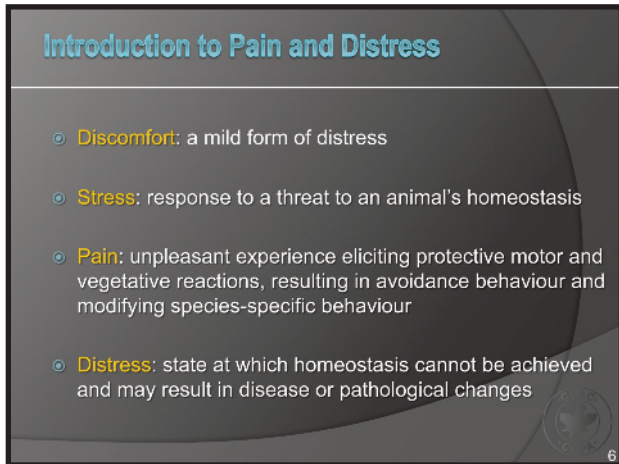 Introduction to Pain and Distress
Discomfort: a mild form of distress
Stress: response to a threat to an animal's homeostasis
Pain: unpleasant experience eliciting protective motor and
vegetative reactions, resulting in avoidance behaviour and
modifying species-specific behaviour
Distress: state at which homeostasis cannot be achieved
and may result in disease or pathological changes
6